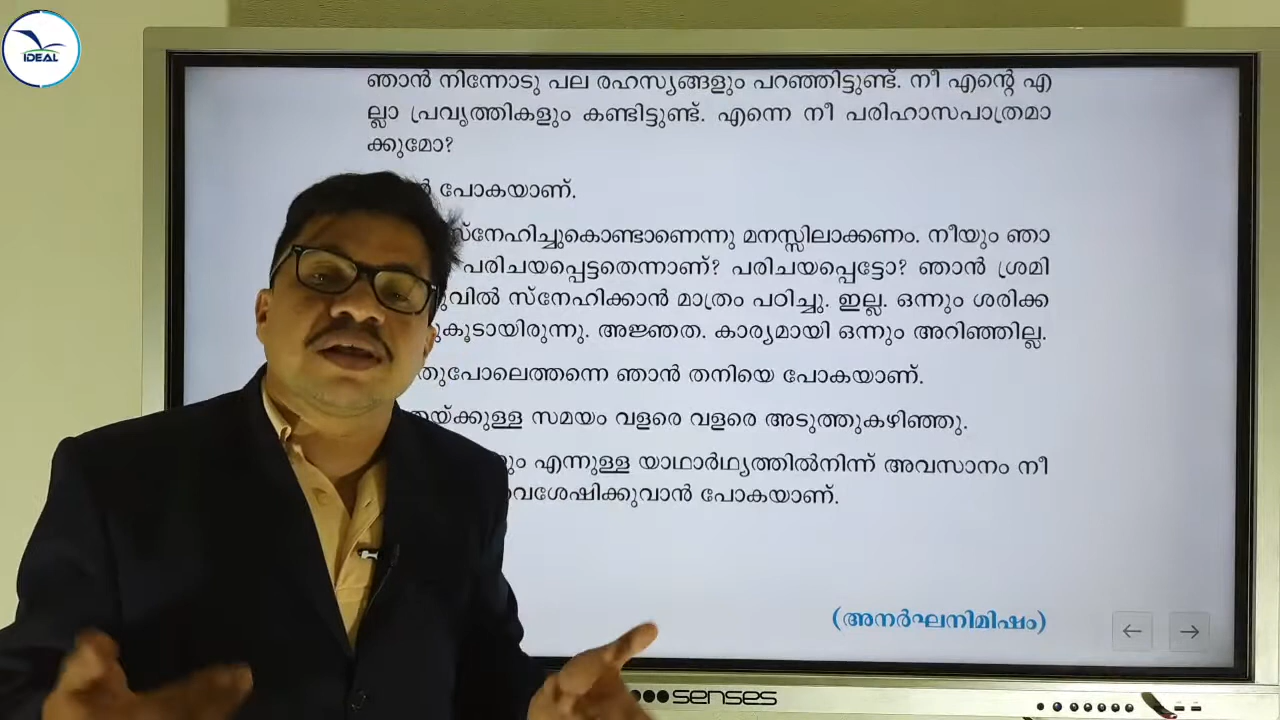 IDEAL
ഞാൻ നിന്നോടു പല രഹസ്യങ്ങളും പറഞ്ഞിട്ടുണ്ട്. നീ എന്റെ എ
ല്ലാ പ്രവൃത്തികളും കണ്ടിട്ടുണ്ട്. എന്നെ നീ പരിഹാസപാത്രമാ
ക്കുമോ?
പോകയാണ്.
സ്നേഹിച്ചുകൊണ്ടാണെന്നു മനസ്സിലാക്കണം. നീയും ഞാ
പരിചയപ്പെട്ടതെന്നാണ്? പരിചയപ്പെട്ടോ? ഞാൻ ശ്രമി
സ്നേഹിക്കാൻ മാത്രം പഠിച്ചു. ഇല്ല. ഒന്നും ശരിക്ക
അജ്ഞത. കാര്യമായി ഒന്നും അറിഞ്ഞില്ല.
ഞാൻ തനിയെ പോകയാണ്.
സമയം വളരെ വളരെ അടുത്തുകഴിഞ്ഞു.
എന്നുള്ള യാഥാർഥ്യത്തിൽനിന്ന് അവസാനം നീ
പോകയാണ്.
(അനർഘനിമിഷം)
senses